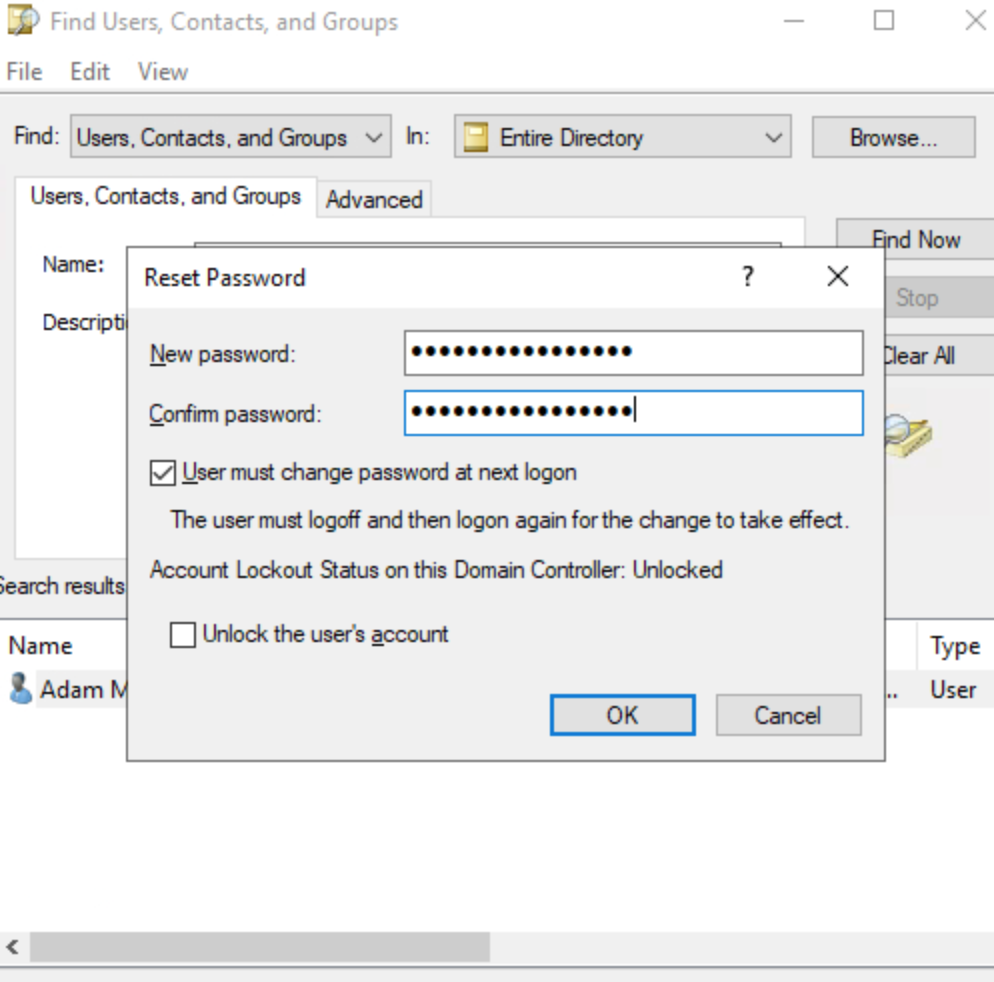 Find Users, Contacts, and Groups
File Edit View
Find: Users, Contacts, and Groups In: Entire Directory Browse...
Users, Contacts, and Groups Advanced
Find Now
Name:
Reset Password ?
Stop
Descripti
New password: ••••••••••••••••
Clear All
Confirm password: ••••••••••••••••
User must change password at next logon
The user must logoff and then logon again for the change to take effect.
Account Lockout Status on this Domain Controller: Unlocked
Search results
Unlock the user's account
Name Type
Adam M .. User
OK Cancel